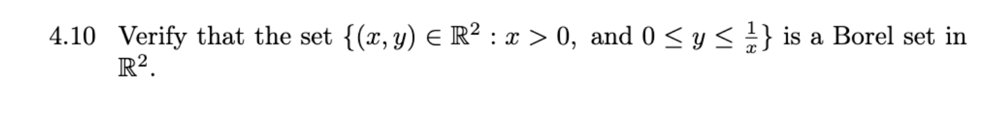 4.10 Verify that the set {(x, y) ∈ ℝ² : x > 0, and 0 ≤ y ≤ 1/x} is a Borel set in
ℝ².